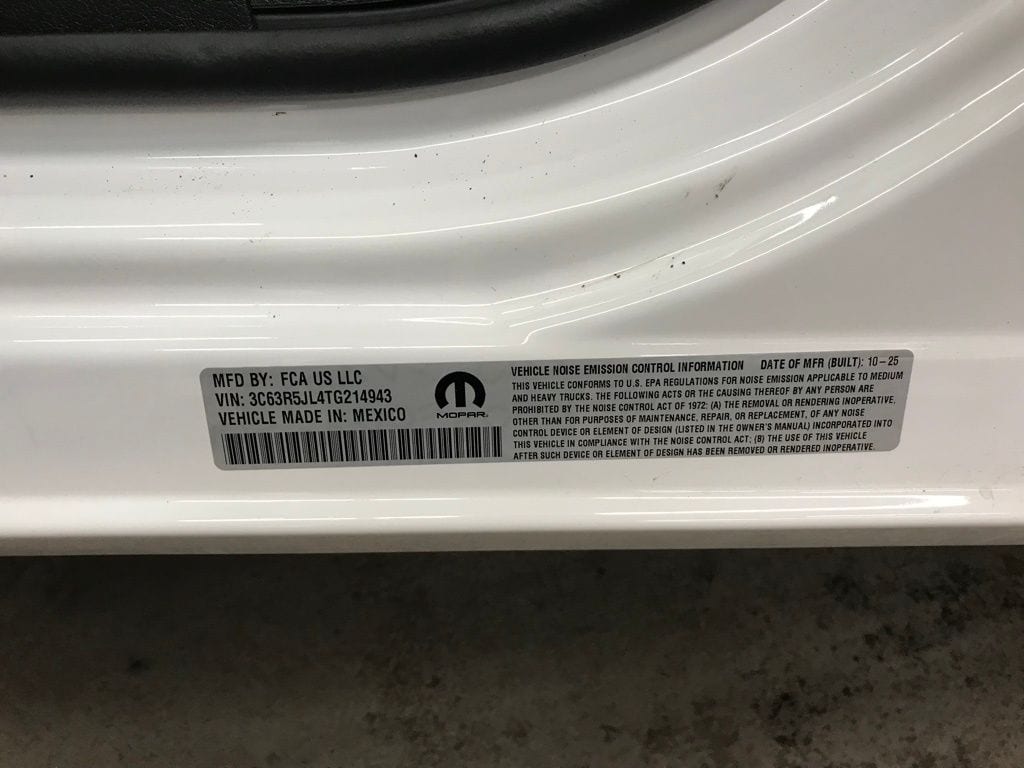 MFD BY: FCA US LLC
VIN: 3C63R5JL4TG214943
VEHICLE MADE IN: MEXICO
MOPAR
VEHICLE NOISE EMISSION CONTROL INFORMATION DATE OF MFR (BUILT): 10-25
THIS VEHICLE CONFORMS TO U.S. EPA REGULATIONS FOR NOISE EMISSION APPLICABLE TO MEDIUM
AND HEAVY TRUCKS. THE FOLLOWING ACTS OR THE CAUSING THEREOF BY ANY PERSON ARE
PROHIBITED BY THE NOISE CONTROL ACT OF 1972: (A) THE REMOVAL OR RENDERING INOPERATIVE,
OTHER THAN FOR PURPOSES OF MAINTENANCE, REPAIR, OR REPLACEMENT, OF ANY NOISE
CONTROL DEVICE OR ELEMENT OF DESIGN (LISTED IN THE OWNER'S MANUAL) INCORPORATED INTO
THIS VEHICLE IN COMPLIANCE WITH THE NOISE CONTROL ACT; (B) THE USE OF THIS VEHICLE
AFTER SUCH DEVICE OR ELEMENT OF DESIGN HAS BEEN REMOVED OR RENDERED INOPERATIVE.